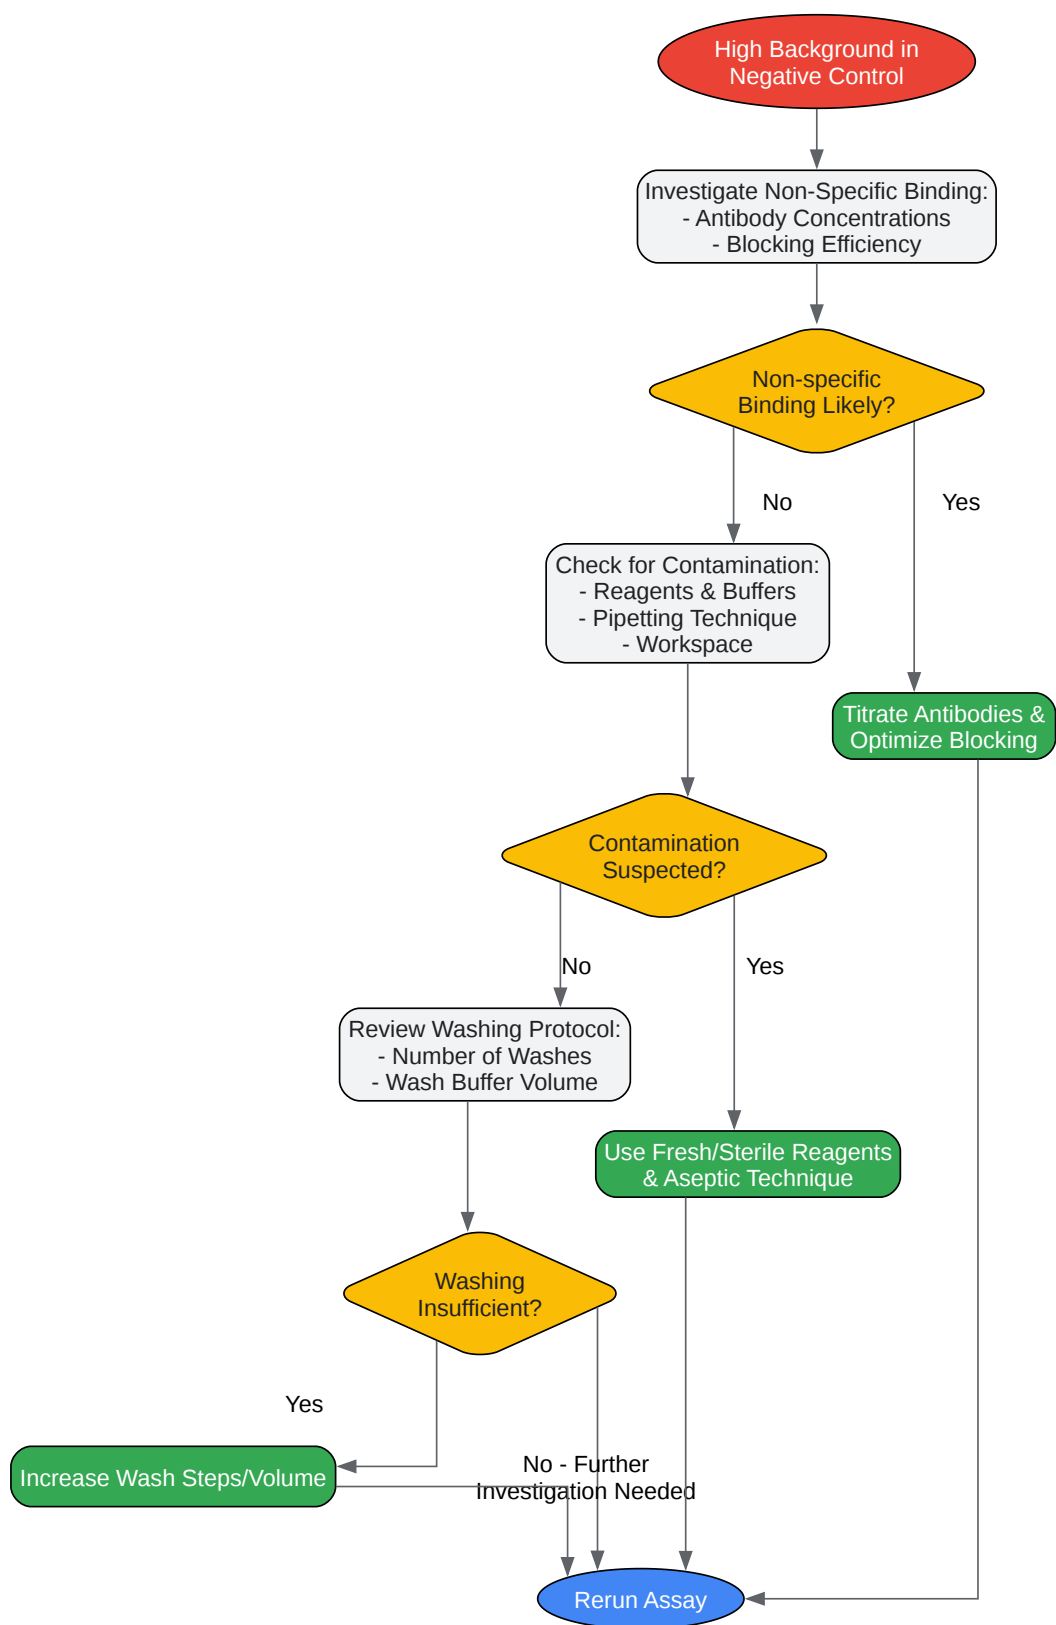 High Background in
Negative Control
Investigate Non-Specific Binding:
- Antibody Concentrations
- Blocking Efficiency
Non-specific
Binding Likely?
No
Yes
Check for Contamination:
- Reagents & Buffers
- Pipetting Technique
- Workspace
Titrate Antibodies &
Optimize Blocking
Contamination
Suspected?
No
Yes
Review Washing Protocol:
- Number of Washes
- Wash Buffer Volume
Use Fresh/Sterile Reagents
& Aseptic Technique
Washing
Insufficient?
Yes
Increase Wash Steps/Volume
No - Further
Investigation Needed
Rerun Assay